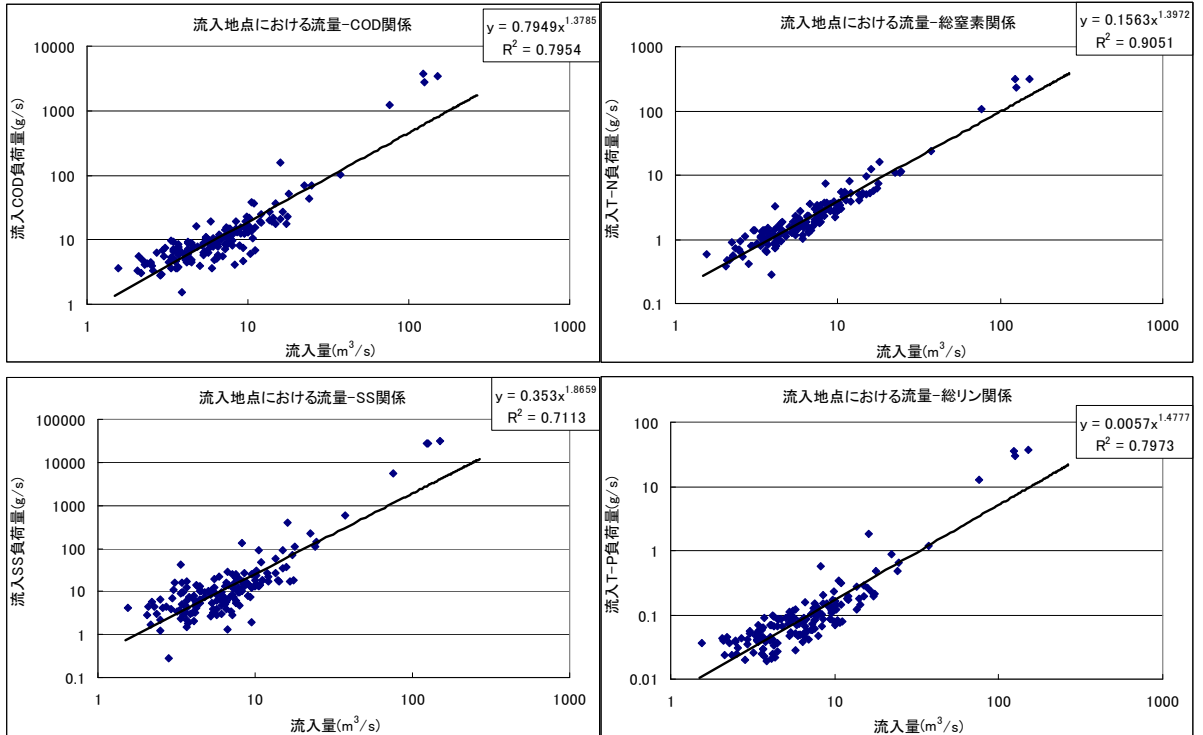 流入地点における流量-COD関係
y = 0.7949x^1.3785
R² = 0.7954
流入COD負荷量(g/s)
10000
1000
100
10
1
1 10 100 1000
流入量(m³/s)
流入地点における流量-総窒素関係
y = 0.1563x^1.3972
R² = 0.9051
流入T-N負荷量(g/s)
1000
100
10
1
0.1
1 10 100 1000
流入量(m³/s)
流入地点における流量-SS関係
y = 0.353x^1.8659
R² = 0.7113
流入SS負荷量(g/s)
100000
10000
1000
100
10
1
0.1
1 10 100 1000
流入量(m³/s)
流入地点における流量-総リン関係
y = 0.0057x^1.4777
R² = 0.7973
流入T-P負荷量(g/s)
100
10
1
0.1
0.01
1 10 100 1000
流入量(m³/s)